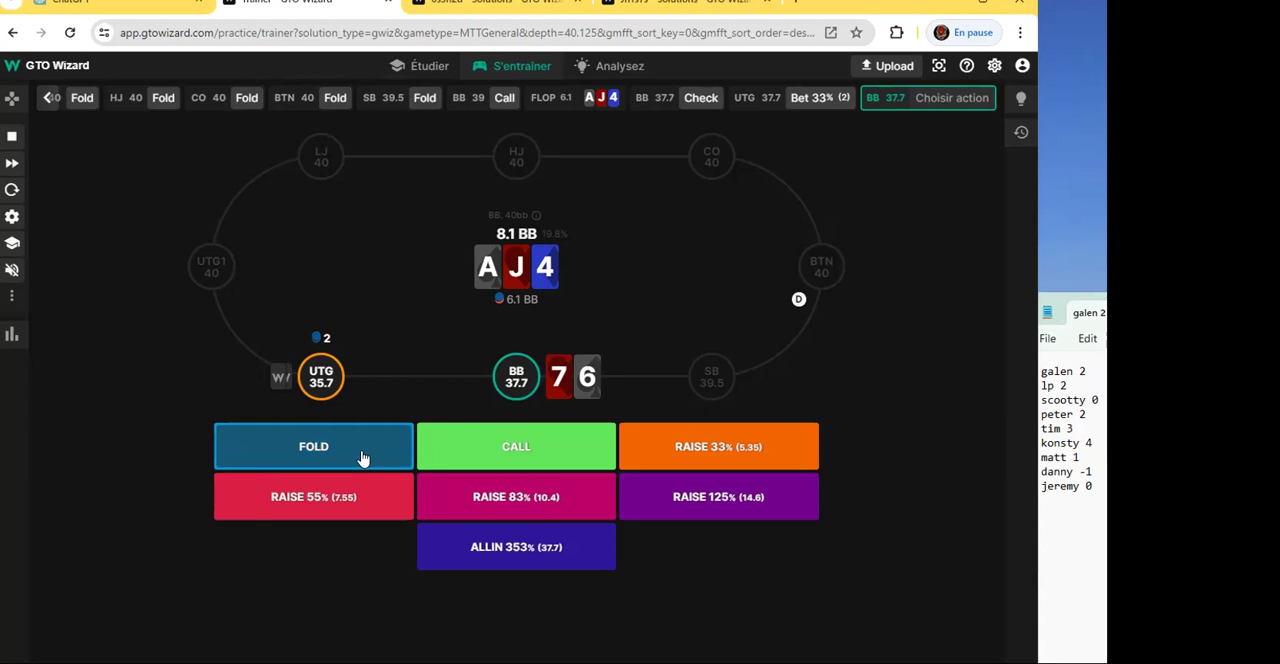 app.gtowizard.com/practice/trainer?solution_type=gwiz&gametype=MTTGeneral&depth=40.125&gmfft_sort_key=0&gmfft_sort_order=des...
En pause
GTO Wizard
Étudier
S'entraîner
Analysez
Upload
Fold
HJ 40 Fold
CO 40 Fold
BTN 40 Fold
SB 39.5 Fold
BB 39 Call
FLOP 6.1 A J 4
BB 37.7 Check
UTG 37.7 Bet 33% (2)
BB 37.7 Choisir action
LJ
40
HJ
40
CO
40
BB. 40bb
8.1 BB 19.8%
UTG1
40
A J 4
BTN
40
6.1 BB
D
2
UTG
35.7
BB
37.7
7 6
SB
39.5
FOLD
CALL
RAISE 33% (5.35)
RAISE 55% (7.55)
RAISE 83% (10.4)
RAISE 125% (14.6)
ALLIN 353% (37.7)
galen 2
File Edit
galen 2
lp 2
scootty 0
peter 2
tim 3
konsty 4
matt 1
danny -1
jeremy 0